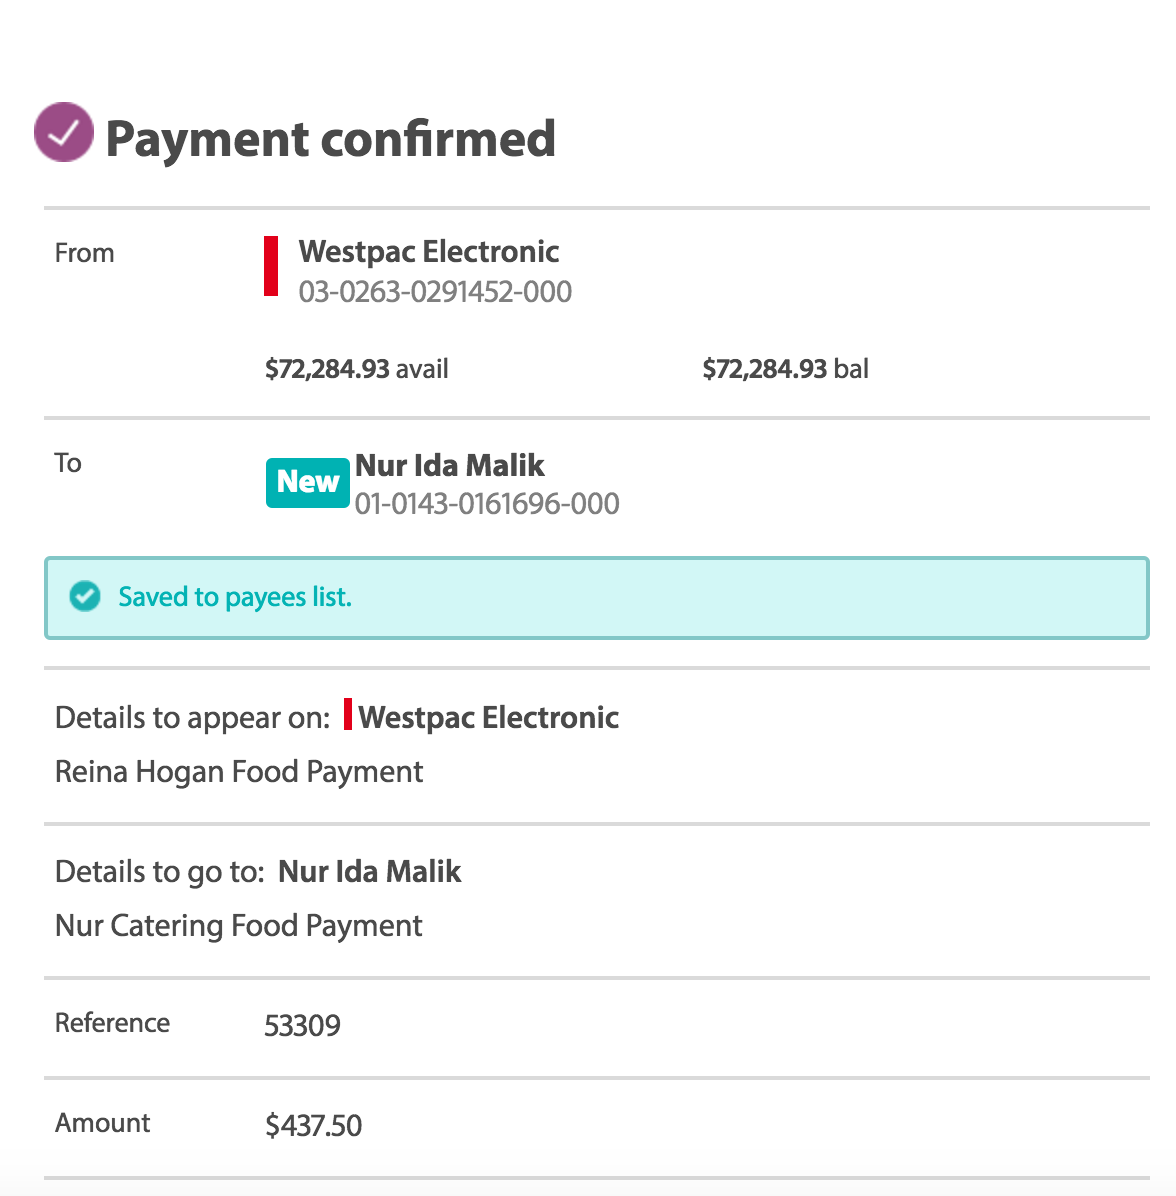 Payment confirmed
From
Westpac Electronic
03-0263-0291452-000
$72,284.93 avail
$72,284.93 bal
To
New
Nur Ida Malik
01-0143-0161696-000
Saved to payees list.
Details to appear on: Westpac Electronic
Reina Hogan Food Payment
Details to go to: Nur Ida Malik
Nur Catering Food Payment
Reference 53309
Amount $437.50